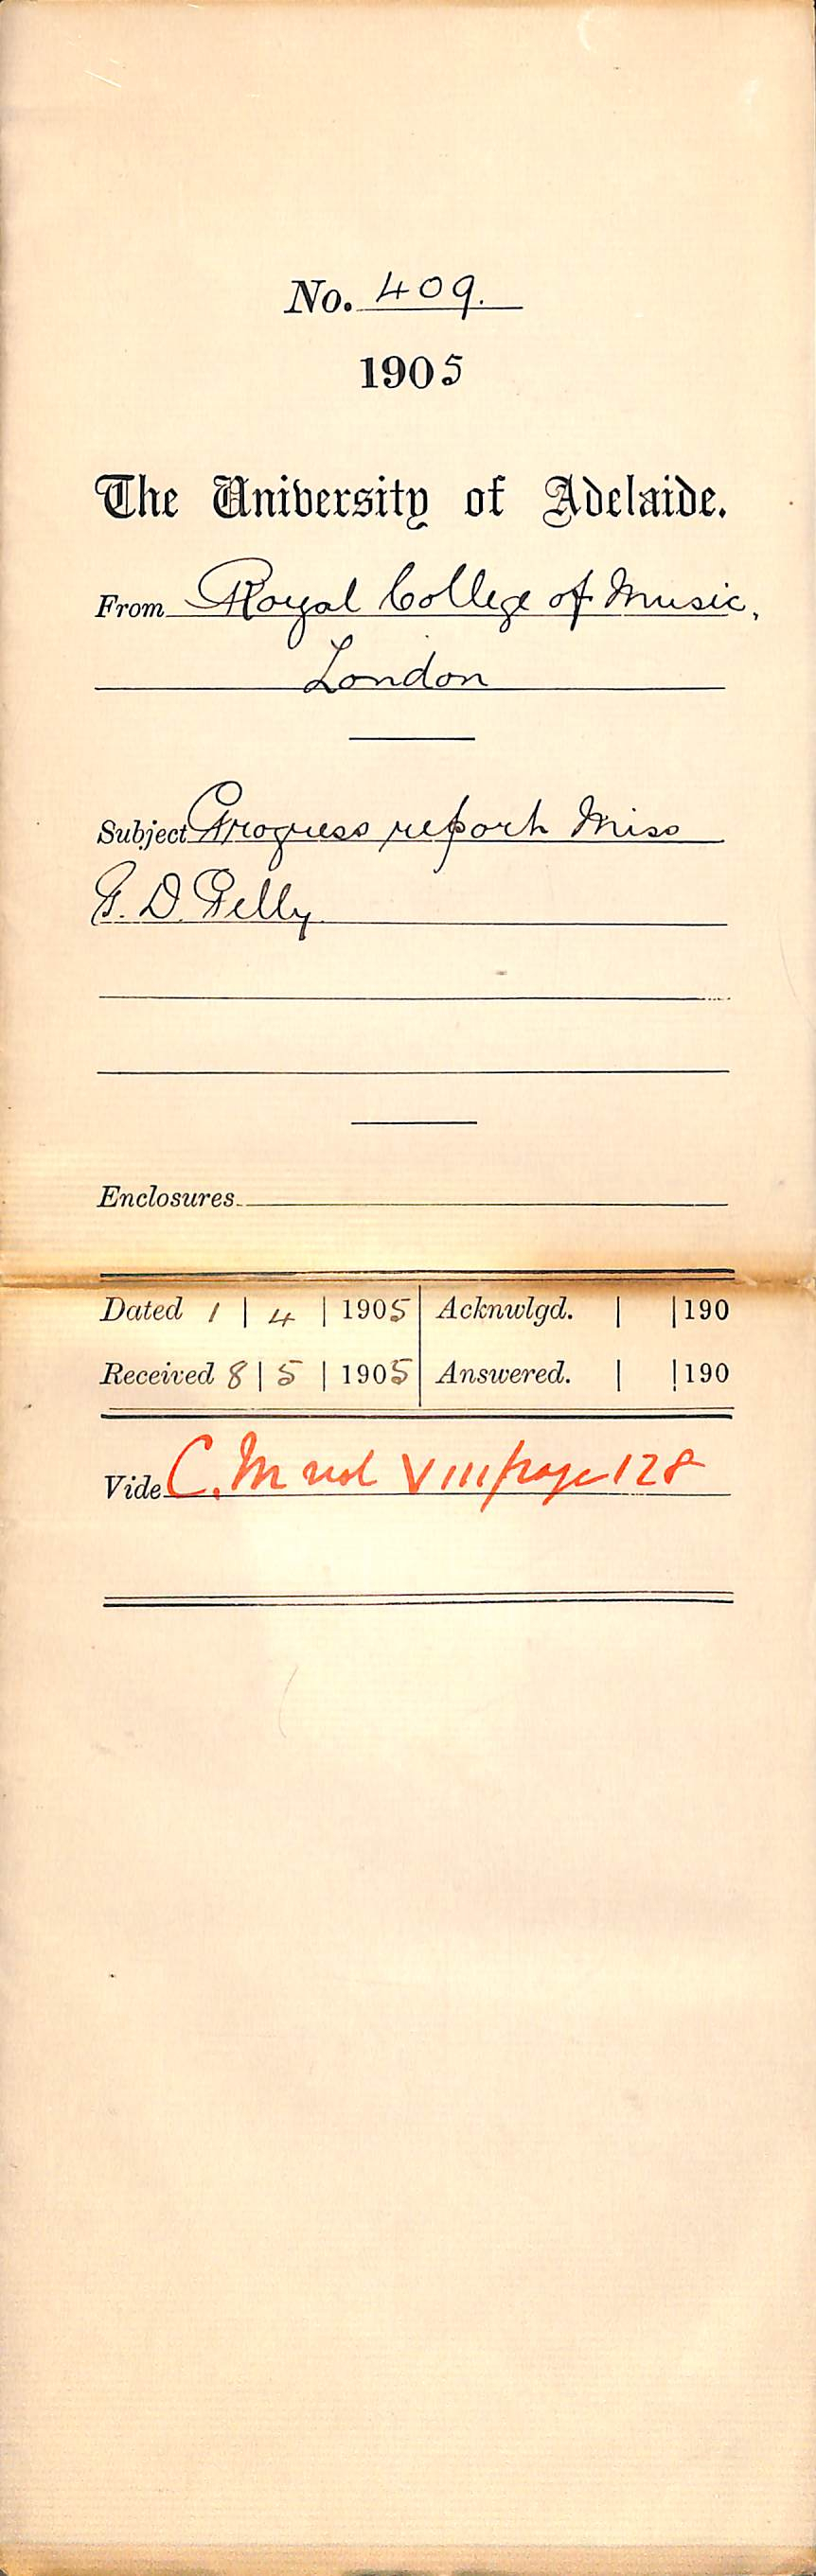 No. 409.
1905
The University of Adelaide.
From Royal College of Music,
London
Subject Progress report Miss
G. D. Pelly
Enclosures
Dated 1 | 4 | 1905 | Acknwlgd. | | 190
Received 8 | 5 | 1905 | Answered. | | 190
Vide C. M vol VIII page 128